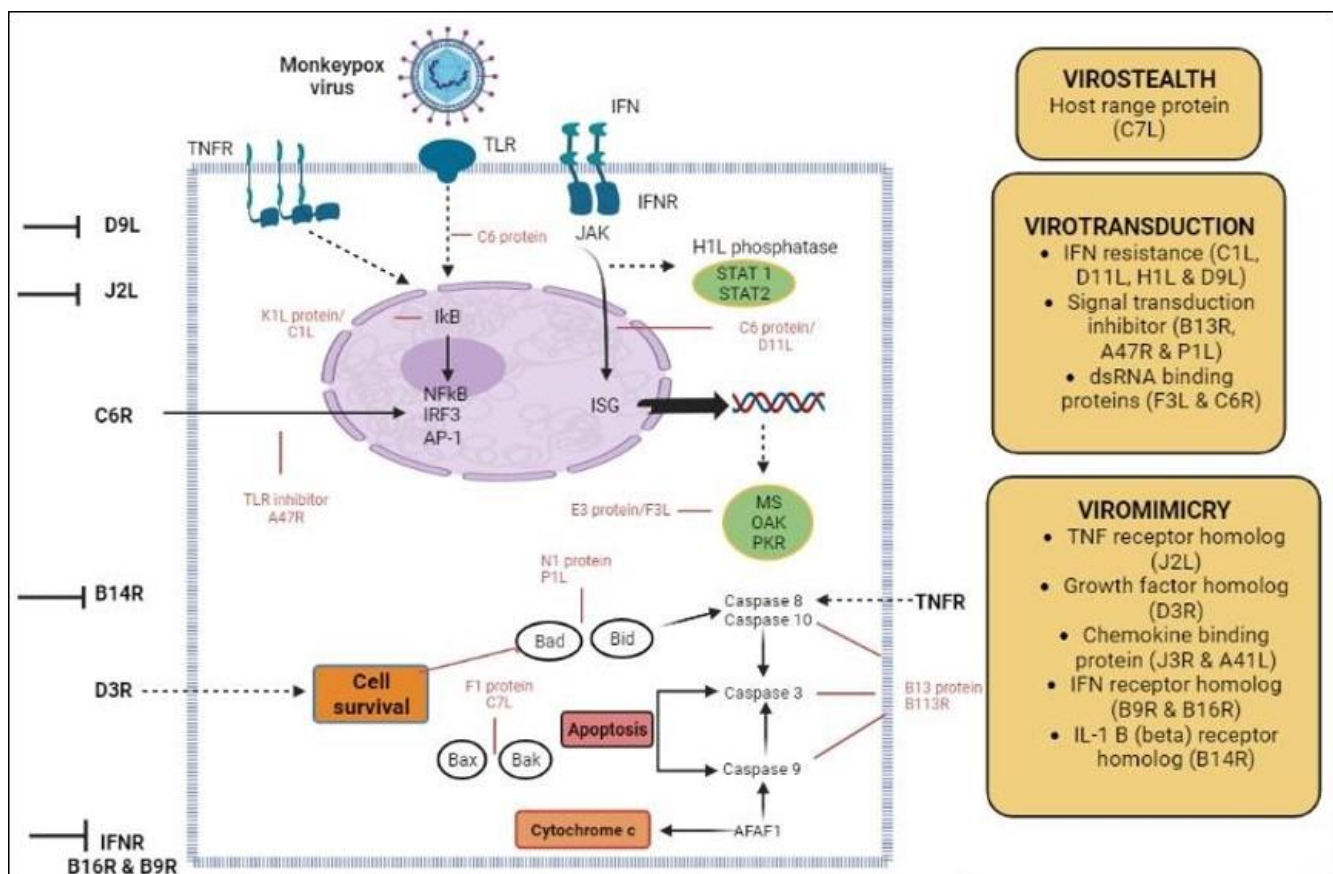 Monkeypox
virus
TNFR
TLR
IFN
IFNR
JAK
C6 protein
H1L phosphatase
STAT 1
STAT2
D9L
J2L
K1L protein/
C1L
IkB
C6 protein/
D11L
NFkB
IRF3
AP-1
ISG
C6R
TLR inhibitor
A47R
E3 protein/F3L
MS
OAK
PKR
N1 protein
P1L
B14R
Bad
Bid
Caspase 8
Caspase 10
TNFR
D3R
Cell
survival
F1 protein
C7L
Bax
Bak
Apoptosis
Caspase 3
B13 protein
B113R
Caspase 9
Cytochrome c
AFAF1
IFNR
B16R & B9R
VIROSTEALTH
Host range protein
(C7L)
VIROTRANSDUCTION
• IFN resistance (C1L,
D11L, H1L & D9L)
• Signal transduction
inhibitor (B13R,
A47R & P1L)
• dsRNA binding
proteins (F3L & C6R)
VIROMIMICRY
• TNF receptor homolog
(J2L)
• Growth factor homolog
(D3R)
• Chemokine binding
protein (J3R & A41L)
• IFN receptor homolog
(B9R & B16R)
• IL-1 B (beta) receptor
homolog (B14R)